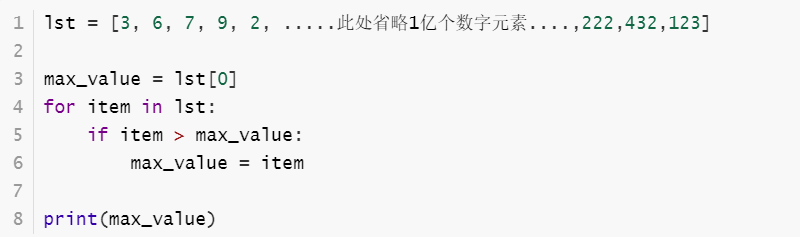 1 lst = [3, 6, 7, 9, 2, .....此处省略1亿个数字元素....,222,432,123]
2
3 max_value = lst[0]
4 for item in lst:
5     if item > max_value:
6         max_value = item
7
8 print(max_value)